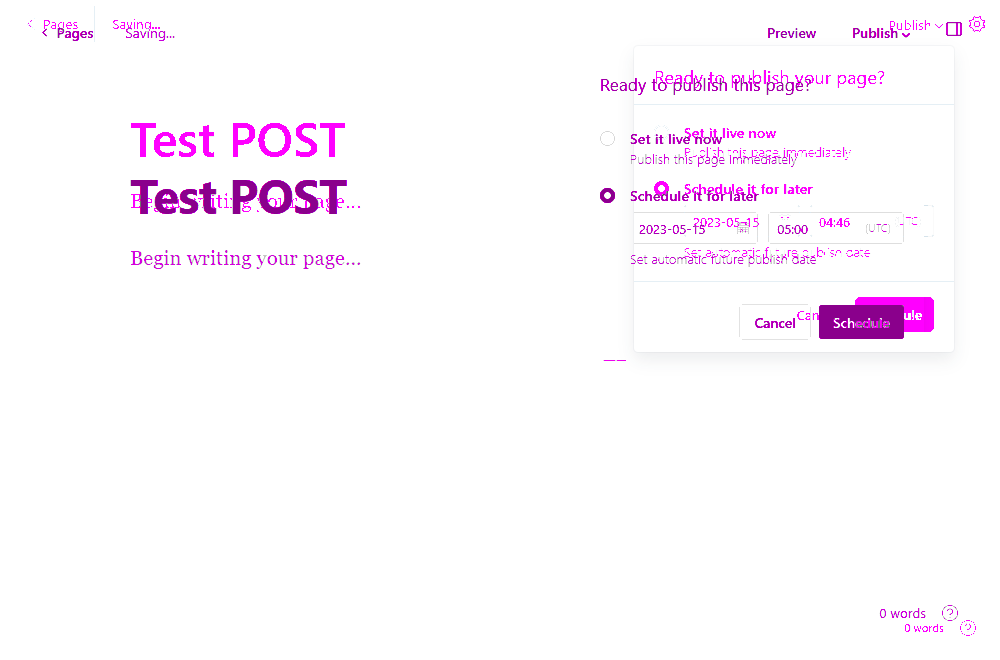 Pages Saving... Publish
Pages Saving... Preview Publish
Ready to publish your page?
Ready to publish this page?
Test POST
Set it live now
Set it live now
Publish this page immediately
Publish this page immediately
Test POST
Schedule it for later
Schedule it for later
Begin writing your page...
2023-05-15 04:46 UTC
2023-05-15 05:00 (UTC)
Set automatic future publish date
Set automatic future publish date
Begin writing your page...
Cancel Schedule
0 words
0 words